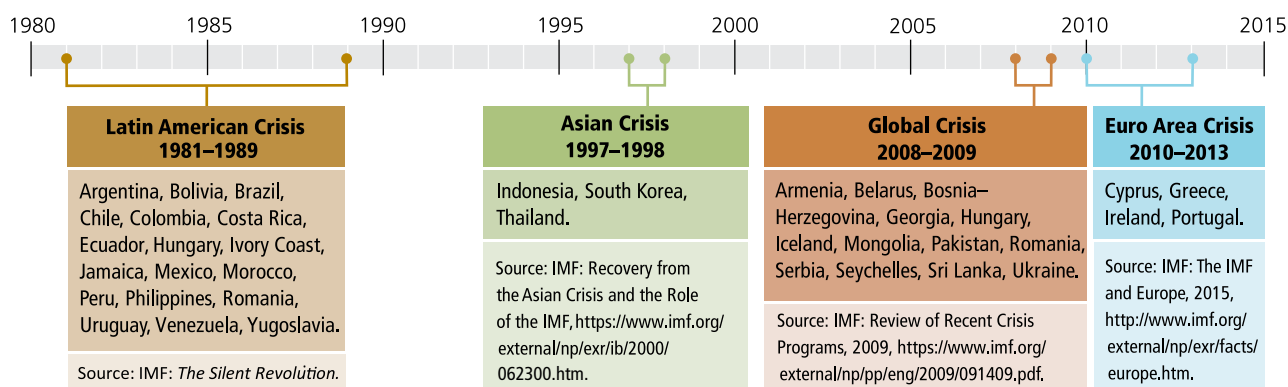 1980 1985 1990 1995 2000 2005 2010 2015
Latin American Crisis
1981–1989
Argentina, Bolivia, Brazil,
Chile, Colombia, Costa Rica,
Ecuador, Hungary, Ivory Coast,
Jamaica, Mexico, Morocco,
Peru, Philippines, Romania,
Uruguay, Venezuela, Yugoslavia.
Source: IMF: The Silent Revolution.
Asian Crisis
1997–1998
Indonesia, South Korea,
Thailand.
Source: IMF: Recovery from
the Asian Crisis and the Role
of the IMF, https://www.imf.org/
external/np/exr/ib/2000/
062300.htm.
Global Crisis
2008–2009
Armenia, Belarus, Bosnia–
Herzegovina, Georgia, Hungary,
Iceland, Mongolia, Pakistan, Romania,
Serbia, Seychelles, Sri Lanka, Ukraine.
Source: IMF: Review of Recent Crisis
Programs, 2009, https://www.imf.org/
external/np/pp/eng/2009/091409.pdf.
Euro Area Crisis
2010–2013
Cyprus, Greece,
Ireland, Portugal.
Source: IMF: The IMF
and Europe, 2015,
http://www.imf.org/
external/np/exr/facts/
europe.htm.